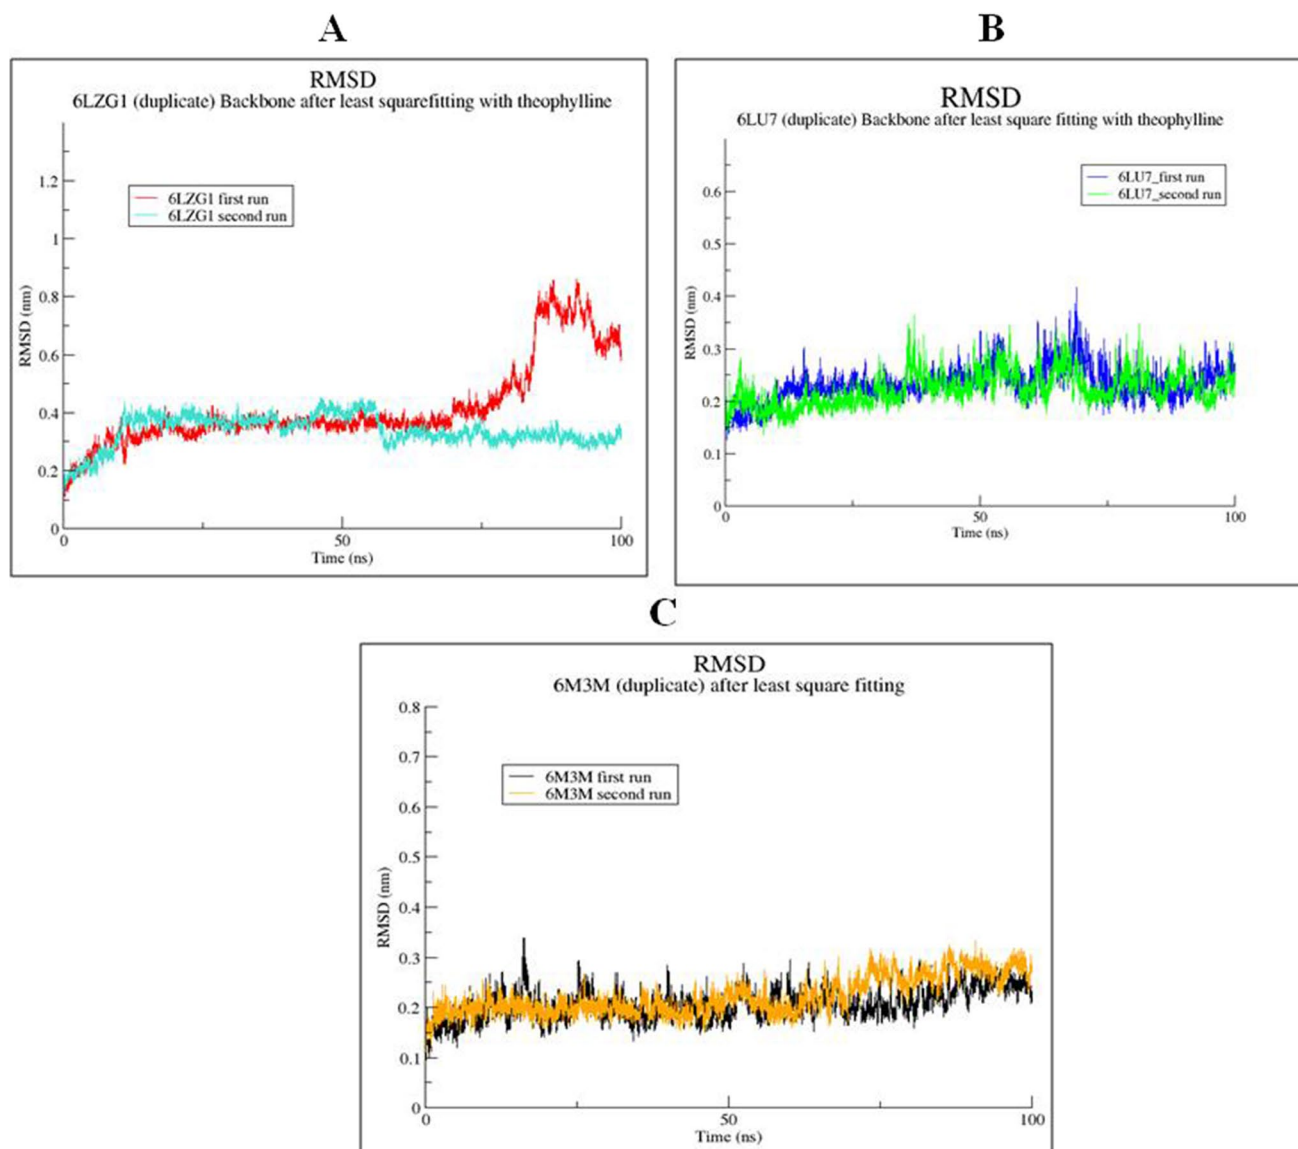 A
RMSD
6LZG1 (duplicate) Backbone after least squarefitting with theophylline
6LZG1 first run
6LZG1 second run
1.2
1
0.8
0.6
0.4
0.2
0
RMSD (nm)
0
50
100
Time (ns)
B
RMSD
6LU7 (duplicate) Backbone after least square fitting with theophylline
6LU7_first run
6LU7_second run
0.6
0.5
0.4
0.3
0.2
0.1
0
RMSD (nm)
0
50
100
Time (ns)
C
RMSD
6M3M (duplicate) after least square fitting
6M3M first run
6M3M second run
0.8
0.7
0.6
0.5
0.4
0.3
0.2
0.1
0
RMSD (nm)
0
50
100
Time (ns)